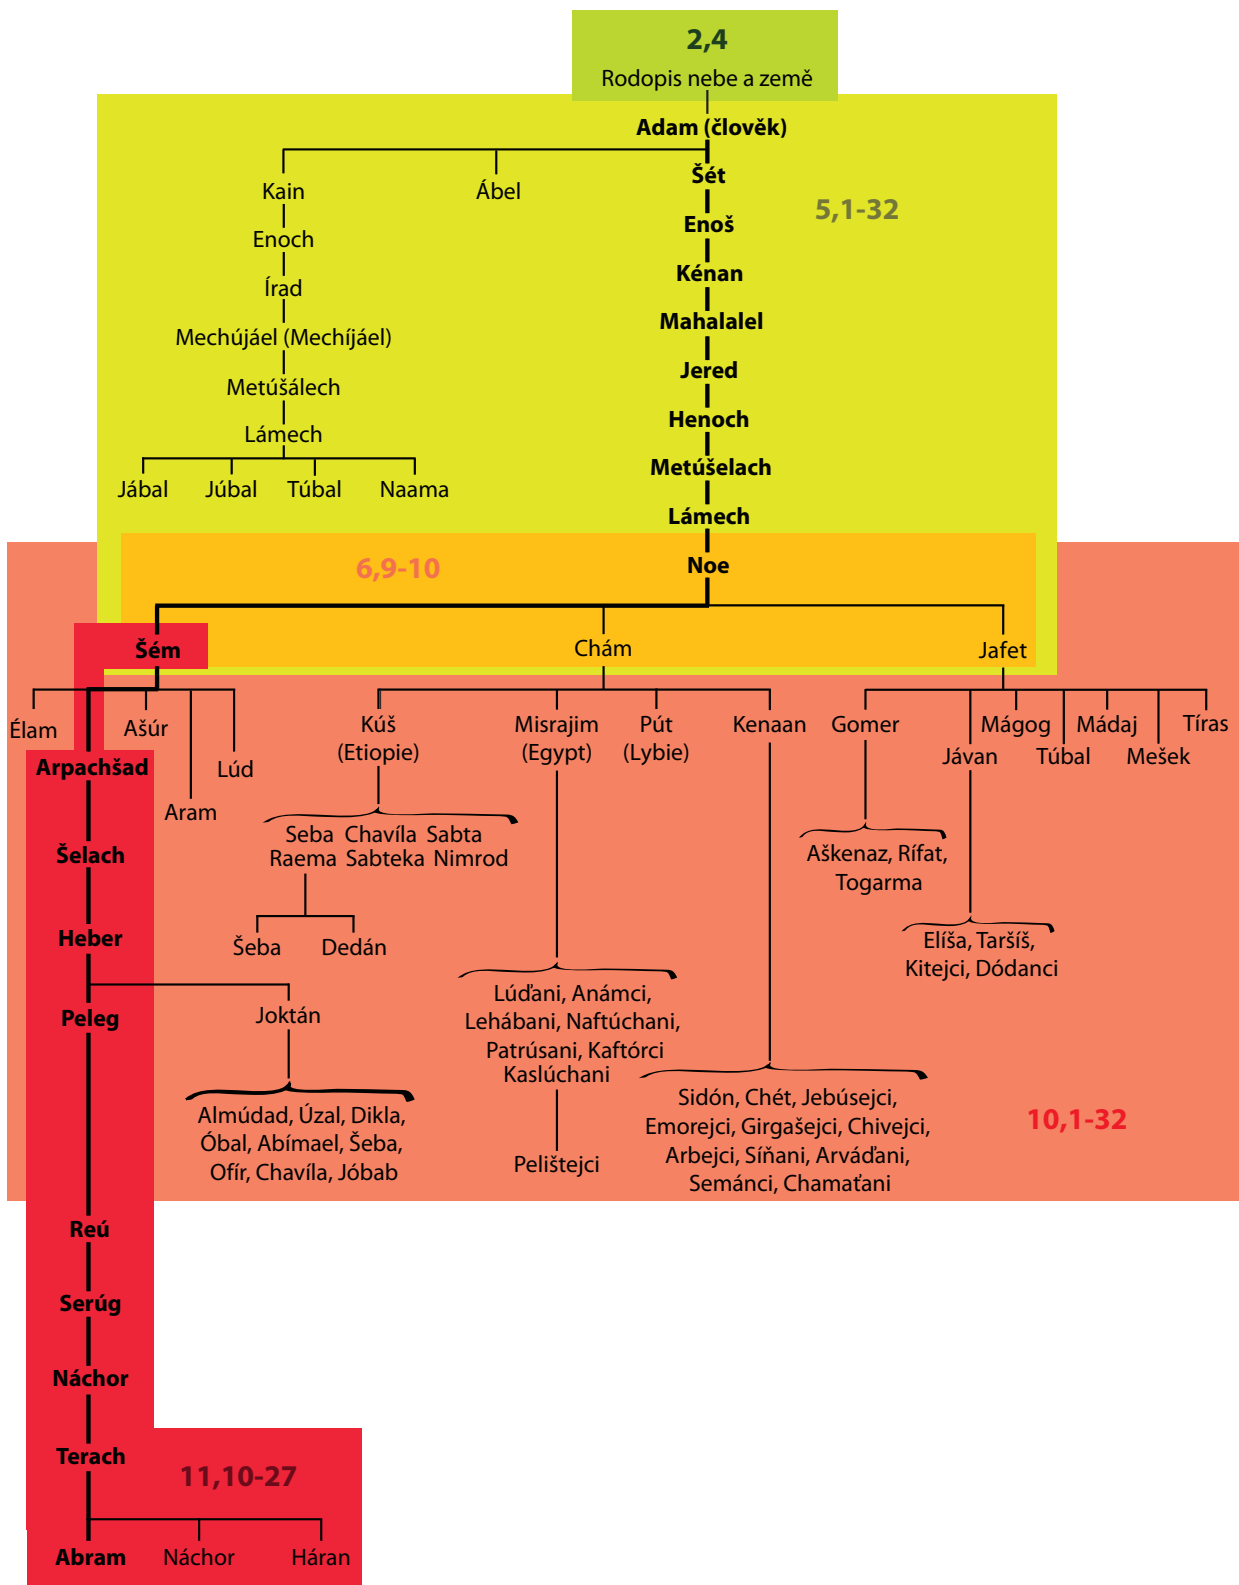 2,4
Rodopis nebe a země
Adam (člověk)
Kain
Ábel
Šét
5,1-32
Enoch
Enoš
Írad
Kénan
Mechújáel (Mechíjáel)
Mahalalel
Metúšálech
Jered
Lámech
Henoch
Jábal Júbal Túbal Naama
Metúšelach
Lámech
6,9-10
Noe
Šém
Chám
Jafet
Élam
Ašúr
Arpachšad
Lúd
Aram
Kúš
(Etiopie)
Misrajim
(Egypt)
Pút
(Lybie)
Kenaan
Gomer
Mágog
Mádaj
Tíras
Jávan
Túbal
Mešek
Seba Chavíla Sabta
Raema Sabteka Nimrod
Aškenaz, Rífat,
Togarma
Šelach
Šeba
Dedán
Elíša, Taršíš,
Kitejci, Dódanci
Heber
Lúďani, Anámci,
Lehábani, Naftúchani,
Patrúsani, Kaftórci
Kaslúchani
Peleg
Joktán
Almúdad, Úzal, Dikla,
Óbal, Abímael, Šeba,
Ofír, Chavíla, Jóbab
Pelištejci
Sidón, Chét, Jebúsejci,
Emorejci, Girgašejci, Chivejci,
Arbejci, Síňani, Arváďani,
Semánci, Chamaťani
10,1-32
Reú
Serúg
Náchor
Terach
11,10-27
Abram
Náchor
Háran